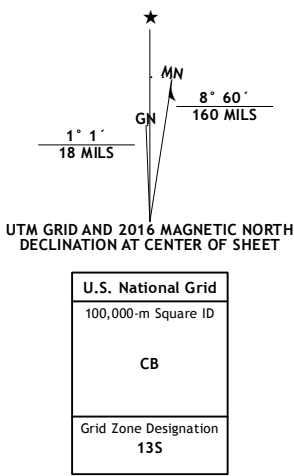 ★
MN
GN
8° 60´
160 MILS
1° 1´
18 MILS
UTM GRID AND 2016 MAGNETIC NORTH
DECLINATION AT CENTER OF SHEET
U.S. National Grid
100,000-m Square ID
CB
Grid Zone Designation
13S